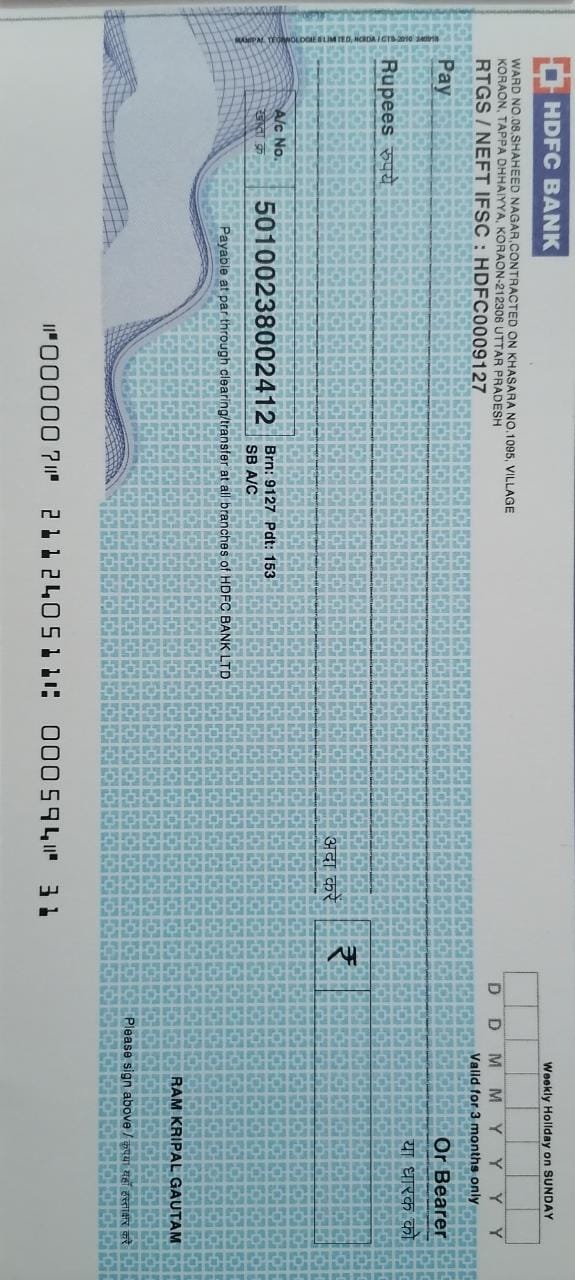 HDFC BANK
Weekly Holiday on SUNDAY
WARD NO.08,SHAHEED NAGAR,CONTRACTED ON KHASARA NO.1095, VILLAGE
KORAON, TAPPA DHHAIYYA, KORAON-212306 UTTAR PRADESH
D D M M Y Y Y Y
RTGS / NEFT IFSC : HDFC0009127
Valid for 3 months only
Pay
Or Bearer
या धारक को
Rupees रुपये
अदा करें
₹
A/c No.
खाता क्र
50100238002412
Brn: 9127 Pdt: 153
SB A/C
Payable at par through clearing/transfer at all branches of HDFC BANK LTD
RAM KRIPAL GAUTAM
Please sign above / कृपया यहाँ हस्ताक्षर करें
⑈000007⑈ 211240511⑆ 000594⑈ 31